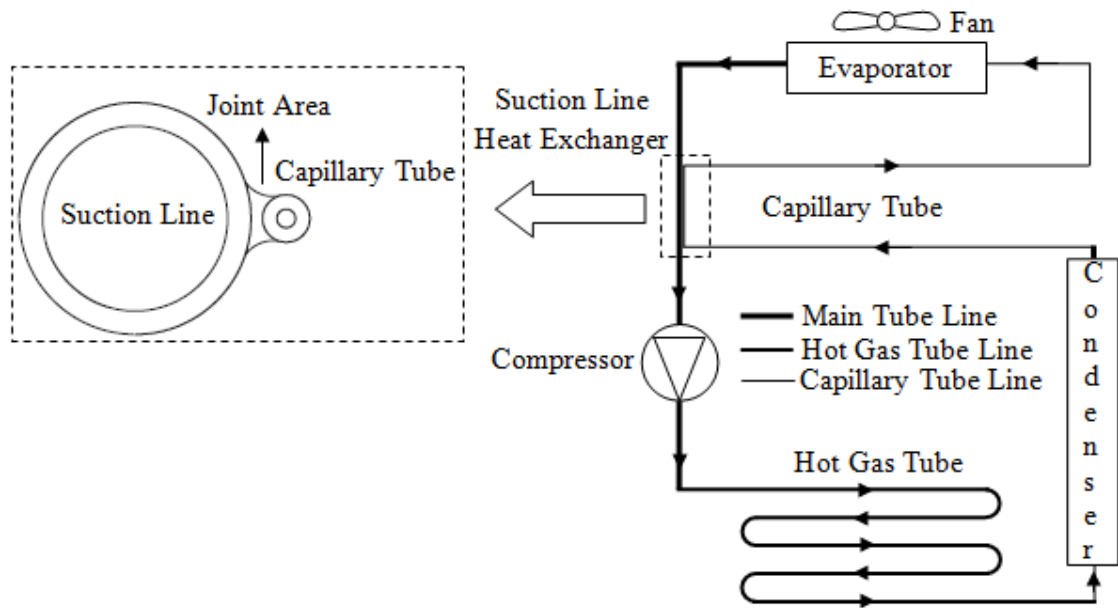 Fan
Evaporator
Suction Line
Heat Exchanger
Joint Area
Capillary Tube
Suction Line
Capillary Tube
Condenser
Main Tube Line
Hot Gas Tube Line
Capillary Tube Line
Compressor
Hot Gas Tube